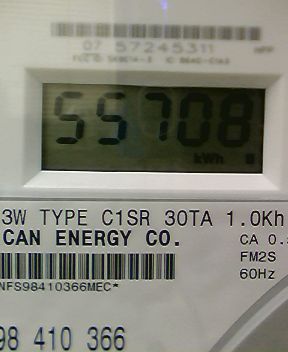 07 57245311
55708
kWh
3W TYPE C1SR 30TA 1.0Kh
CAN ENERGY CO.
CA 0.
FM2S
60Hz
NFS98410366MEC*
98 410 366